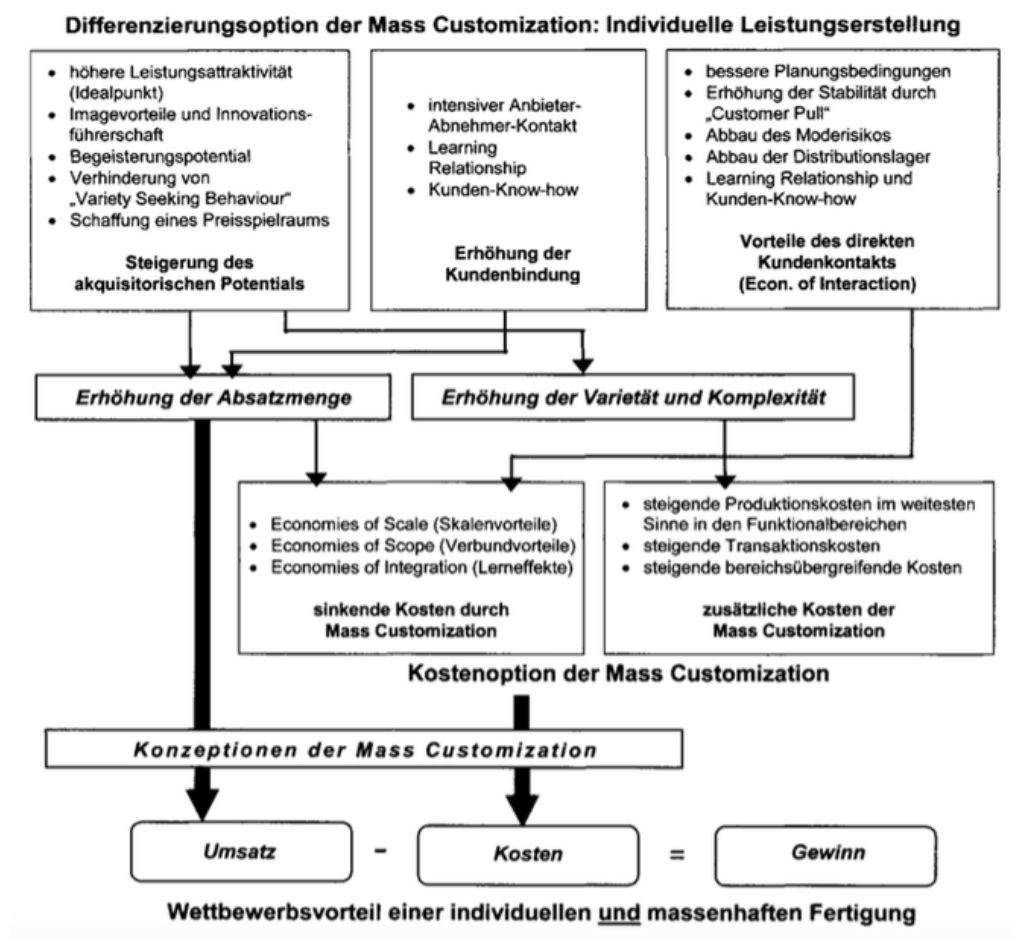 Differenzierungsoption der Mass Customization: Individuelle Leistungserstellung
• höhere Leistungsattraktivität
(Idealpunkt)
• Imagevorteile und Innovations-
führerschaft
• Begeisterungspotential
• Verhinderung von
„Variety Seeking Behaviour"
• Schaffung eines Preisspielraums
Steigerung des
akquisitorischen Potentials
• intensiver Anbieter-
Abnehmer-Kontakt
• Learning
Relationship
• Kunden-Know-how
Erhöhung der
Kundenbindung
• bessere Planungsbedingungen
• Erhöhung der Stabilität durch
„Customer Pull"
• Abbau des Moderisikos
• Abbau der Distributionslager
• Learning Relationship und
Kunden-Know-how
Vorteile des direkten
Kundenkontakts
(Econ. of Interaction)
Erhöhung der Absatzmenge
Erhöhung der Varietät und Komplexität
• Economies of Scale (Skalenvorteile)
• Economies of Scope (Verbundvorteile)
• Economies of Integration (Lerneffekte)
sinkende Kosten durch
Mass Customization
• steigende Produktionskosten im weitesten
Sinne in den Funktionalbereichen
• steigende Transaktionskosten
• steigende bereichsübergreifende Kosten
zusätzliche Kosten der
Mass Customization
Kostenoption der Mass Customization
Konzeptionen der Mass Customization
Umsatz - Kosten = Gewinn
Wettbewerbsvorteil einer individuellen und massenhaften Fertigung